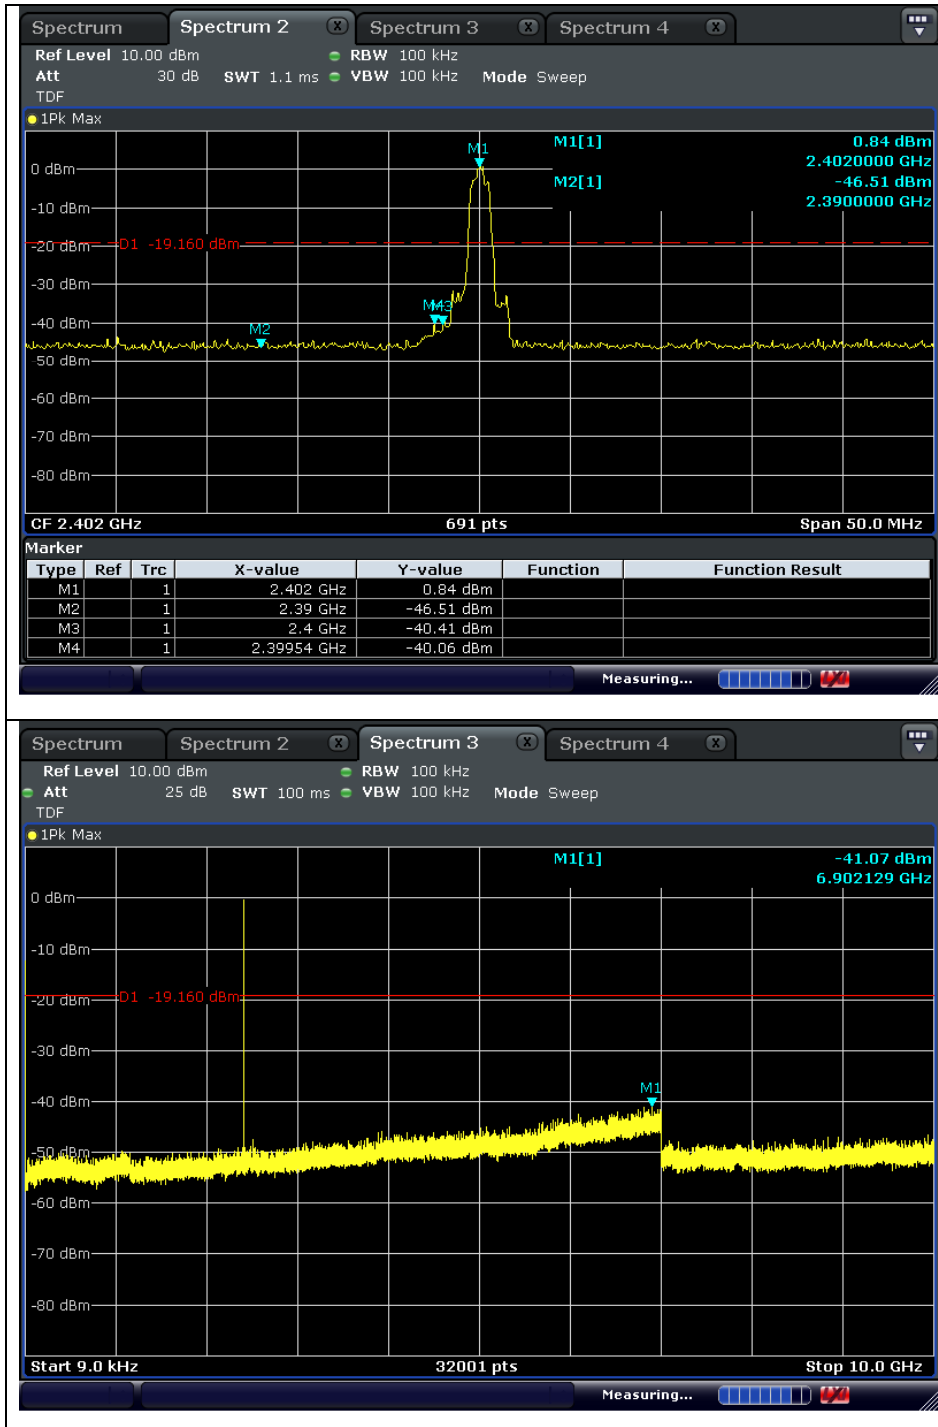 Spectrum Spectrum 2 X Spectrum 3 X Spectrum 4 X
Ref Level 10.00 dBm RBW 100 kHz
Att 30 dB SWT 1.1 ms VBW 100 kHz Mode Sweep
TDF
1Pk Max
M1[1] 0.84 dBm
2.4020000 GHz
M2[1] -46.51 dBm
2.3900000 GHz
M1
0 dBm
-10 dBm
-20 dBm D1 -19.160 dBm
-30 dBm
M4 M3
-40 dBm
M2
-50 dBm
-60 dBm
-70 dBm
-80 dBm
CF 2.402 GHz 691 pts Span 50.0 MHz
Marker
Type Ref Trc X-value Y-value Function Function Result
M1 1 2.402 GHz 0.84 dBm
M2 1 2.39 GHz -46.51 dBm
M3 1 2.4 GHz -40.41 dBm
M4 1 2.39954 GHz -40.06 dBm
Measuring...
Spectrum Spectrum 2 X Spectrum 3 X Spectrum 4 X
Ref Level 10.00 dBm RBW 100 kHz
Att 25 dB SWT 100 ms VBW 100 kHz Mode Sweep
TDF
1Pk Max
M1[1] -41.07 dBm
6.902129 GHz
0 dBm
-10 dBm
-20 dBm D1 -19.160 dBm
-30 dBm
M1
-40 dBm
-50 dBm
-60 dBm
-70 dBm
-80 dBm
Start 9.0 kHz 32001 pts Stop 10.0 GHz
Measuring...